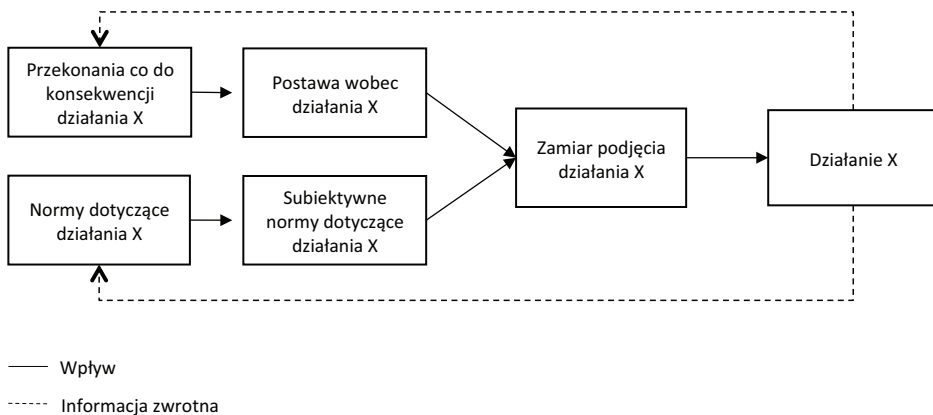 Przekonania co do
konsekwencji
działania X
Postawa wobec
działania X
Zamiar podjęcia
działania X
Działanie X
Normy dotyczące
działania X
Subiektywne
normy dotyczące
działania X
Wpływ
Informacja zwrotna